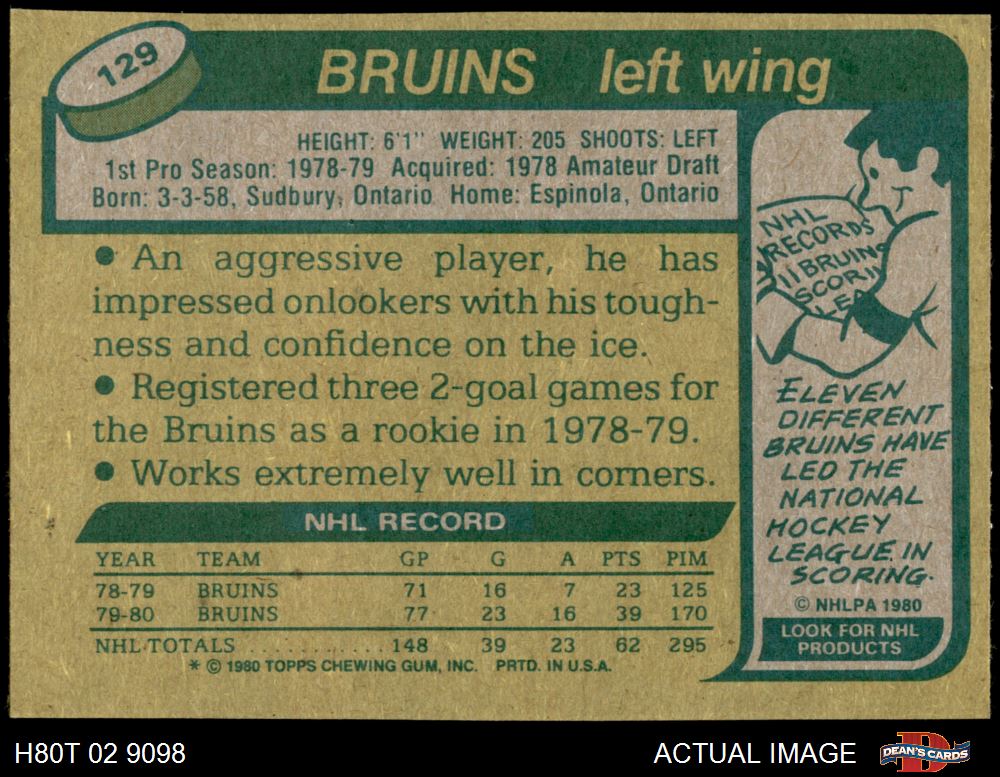 129
BRUINS left wing
HEIGHT: 6'1" WEIGHT: 205 SHOOTS: LEFT
1st Pro Season: 1978-79 Acquired: 1978 Amateur Draft
Born: 3-3-58, Sudbury, Ontario Home: Espinola, Ontario
• An aggressive player, he has
impressed onlookers with his tough-
ness and confidence on the ice.
• Registered three 2-goal games for
the Bruins as a rookie in 1978-79.
• Works extremely well in corners.
NHL RECORD
YEAR TEAM GP G A PTS PIM
78-79 BRUINS 71 16 7 23 125
79-80 BRUINS 77 23 16 39 170
NHL TOTALS ............ 148 39 23 62 295
* © 1980 TOPPS CHEWING GUM, INC. PRTD. IN U.S.A.
NHL
RECORDS
11 BRUINS
SCORIN
LEA
ELEVEN
DIFFERENT
BRUINS HAVE
LED THE
NATIONAL
HOCKEY
LEAGUE IN
SCORING.
© NHLPA 1980
LOOK FOR NHL
PRODUCTS
H80T 02 9098
ACTUAL IMAGE
DEAN'S CARDS